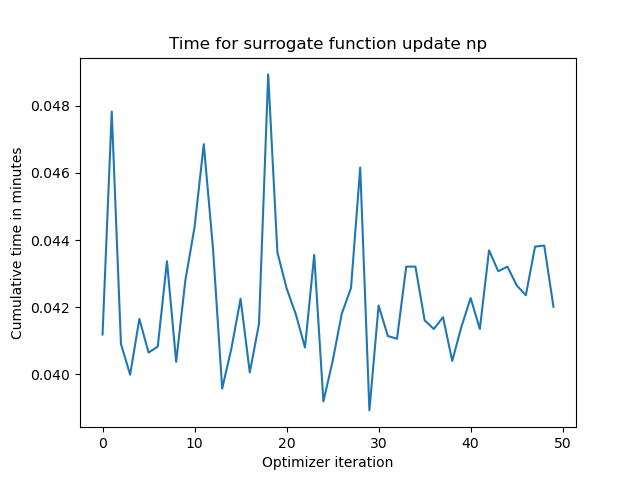 Time for surrogate function update np
Cumulative time in minutes
0.048
0.046
0.044
0.042
0.040
0 10 20 30 40 50
Optimizer iteration